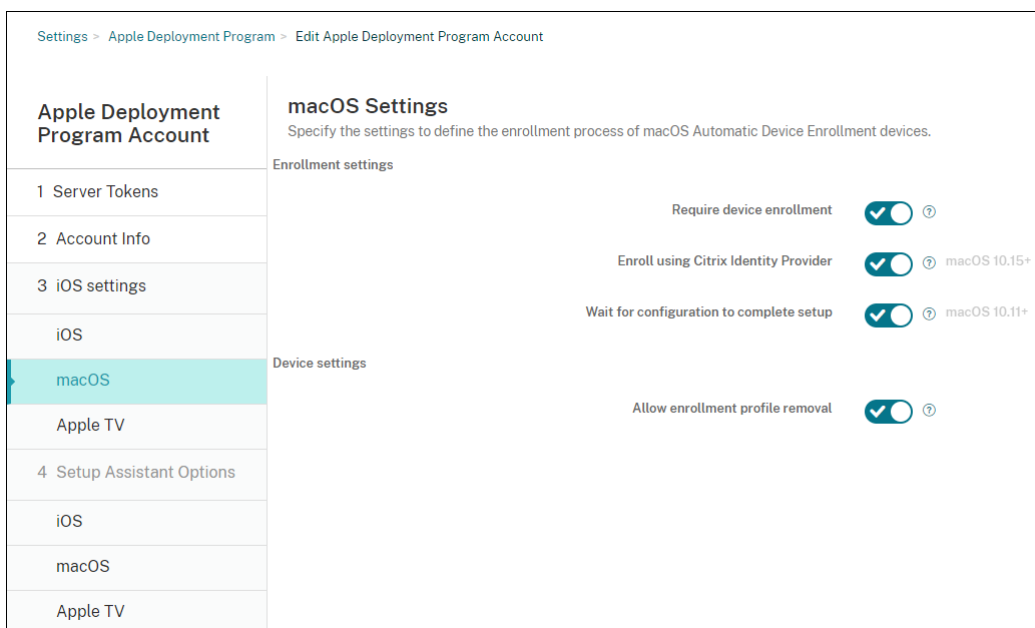 Settings > Apple Deployment Program > Edit Apple Deployment Program Account
Apple Deployment
Program Account
1 Server Tokens
2 Account Info
3 iOS settings
iOS
macOS
Apple TV
4 Setup Assistant Options
iOS
macOS
Apple TV
macOS Settings
Specify the settings to define the enrollment process of macOS Automatic Device Enrollment devices.
Enrollment settings
Require device enrollment ?
Enroll using Citrix Identity Provider ? macOS 10.15+
Wait for configuration to complete setup ? macOS 10.11+
Device settings
Allow enrollment profile removal ?